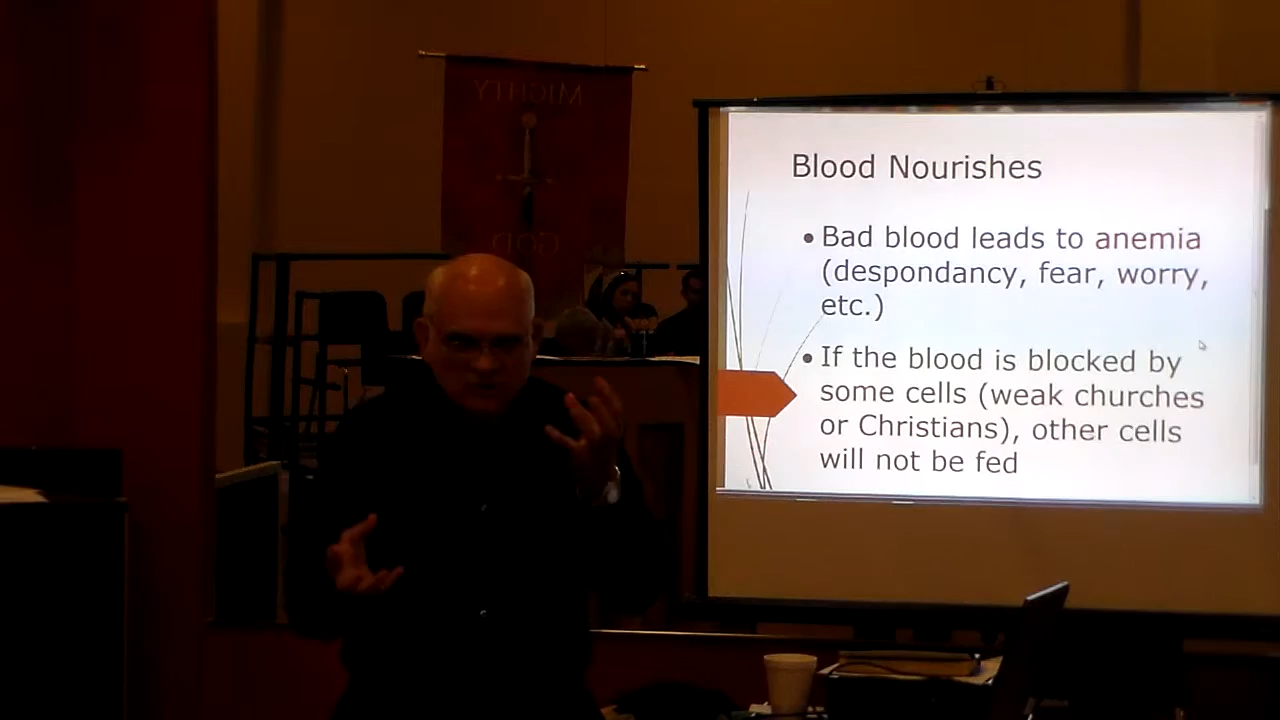 MIGHTY
GOD
Blood Nourishes
• Bad blood leads to anemia
(despondancy, fear, worry,
etc.)
• If the blood is blocked by
some cells (weak churches
or Christians), other cells
will not be fed